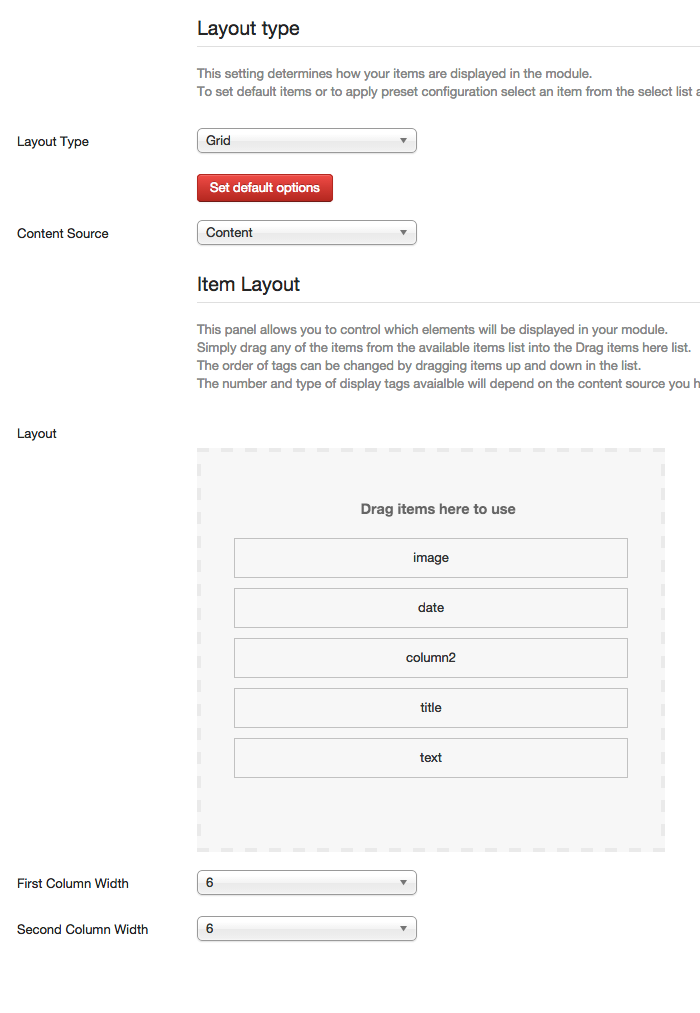 Layout type
This setting determines how your items are displayed in the module.
To set default items or to apply preset configuration select an item from the select list
Layout Type
Grid
Set default options
Content Source
Content
Item Layout
This panel allows you to control which elements will be displayed in your module.
Simply drag any of the items from the available items list into the Drag items here list.
The order of tags can be changed by dragging items up and down in the list.
The number and type of display tags avaialble will depend on the content source you
Layout
Drag items here to use
image
date
column2
title
text
First Column Width
6
Second Column Width
6